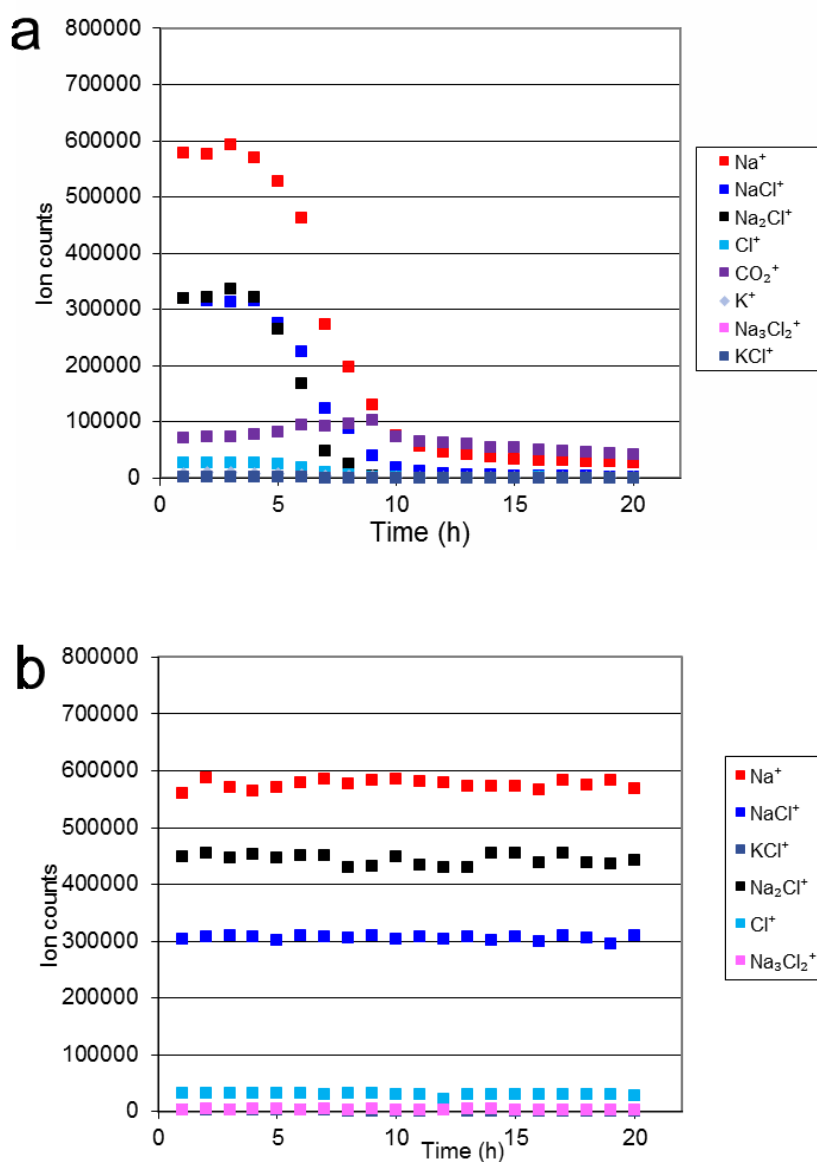 a
800000
700000
600000
500000
400000
300000
200000
100000
0
Ion counts
0 5 10 15 20
Time (h)
Na⁺
NaCl⁺
Na₂Cl⁺
Cl⁺
CO₂⁺
K⁺
Na₃Cl₂⁺
KCl⁺
b
800000
700000
600000
500000
400000
300000
200000
100000
0
Ion counts
0 5 10 15 20
Time (h)
Na⁺
NaCl⁺
KCl⁺
Na₂Cl⁺
Cl⁺
Na₃Cl₂⁺